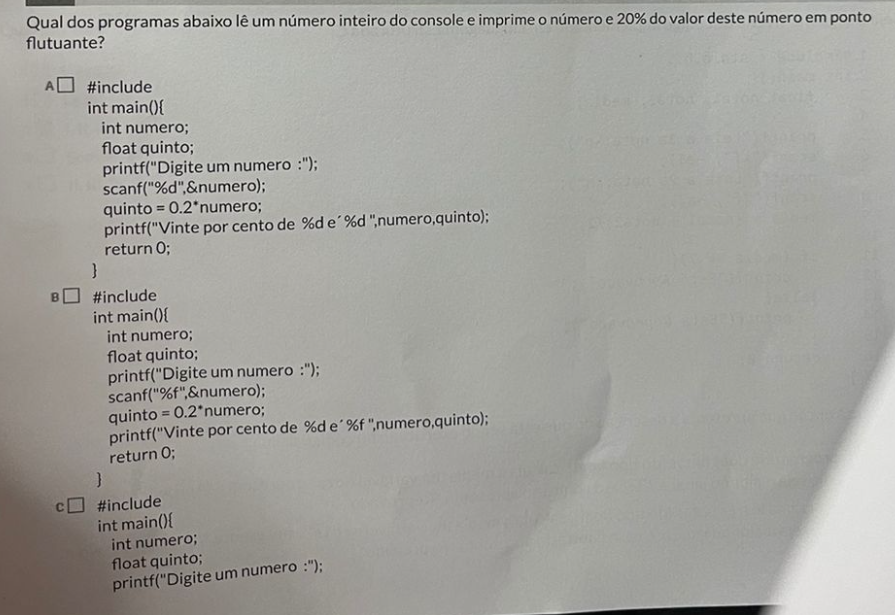 Qual dos programas abaixo lê um número inteiro do console e imprime o número e 20% do valor deste número em ponto
flutuante?
A #include
int main(){
int numero;
float quinto;
printf("Digite um numero :");
scanf("%d",&numero);
quinto = 0.2*numero;
printf("Vinte por cento de %d e´%d ",numero,quinto);
return 0;
}
B #include
int main(){
int numero;
float quinto;
printf("Digite um numero :");
scanf("%f",&numero);
quinto = 0.2*numero;
printf("Vinte por cento de %d e´%f ",numero,quinto);
return 0;
}
C #include
int main(){
int numero;
float quinto;
printf("Digite um numero :");